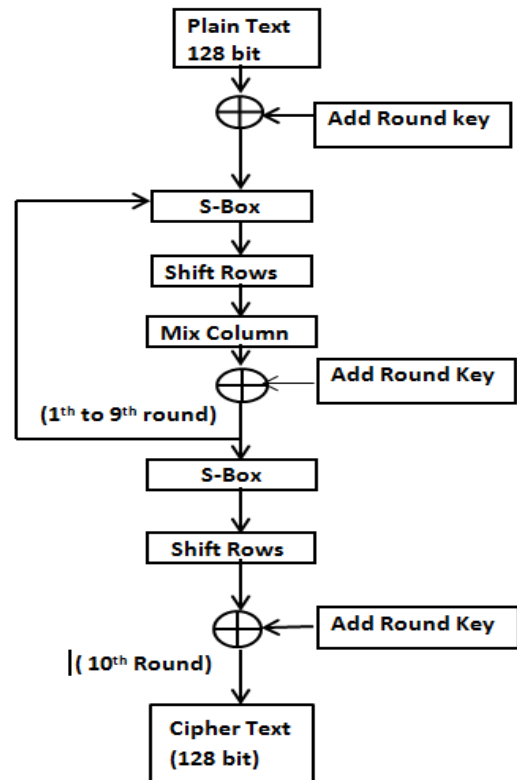 Plain Text
128 bit
Add Round key
S-Box
Shift Rows
Mix Column
Add Round Key
(1th to 9th round)
S-Box
Shift Rows
Add Round Key
( 10th Round)
Cipher Text
(128 bit)